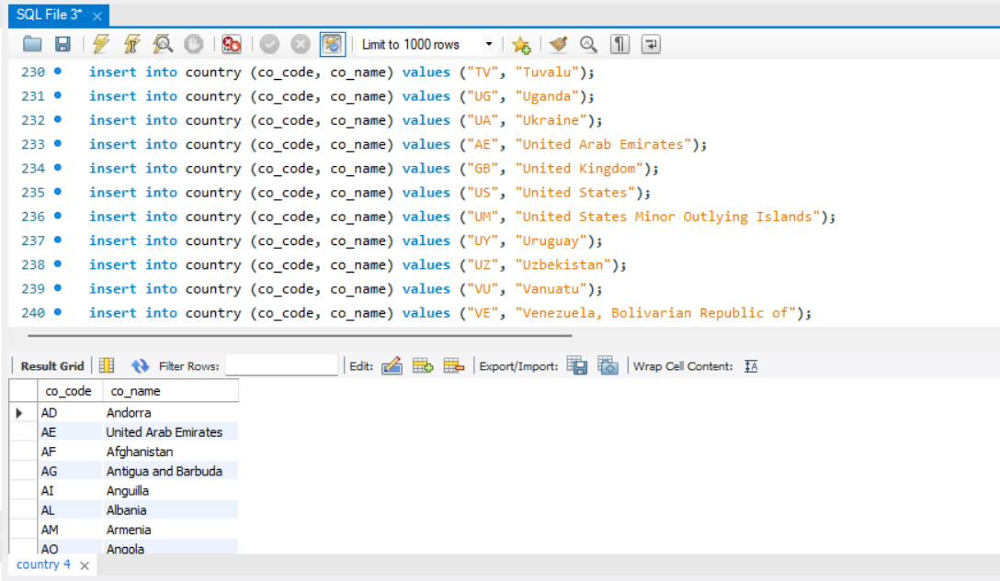 SQL File 3*
Limit to 1000 rows
230 insert into country (co_code, co_name) values ("TV", "Tuvalu");
231 insert into country (co_code, co_name) values ("UG", "Uganda");
232 insert into country (co_code, co_name) values ("UA", "Ukraine");
233 insert into country (co_code, co_name) values ("AE", "United Arab Emirates");
234 insert into country (co_code, co_name) values ("GB", "United Kingdom");
235 insert into country (co_code, co_name) values ("US", "United States");
236 insert into country (co_code, co_name) values ("UM", "United States Minor Outlying Islands");
237 insert into country (co_code, co_name) values ("UY", "Uruguay");
238 insert into country (co_code, co_name) values ("UZ", "Uzbekistan");
239 insert into country (co_code, co_name) values ("VU", "Vanuatu");
240 insert into country (co_code, co_name) values ("VE", "Venezuela, Bolivarian Republic of");
Result Grid Filter Rows: Edit: Export/Import: Wrap Cell Content: IA
co_code co_name
AD Andorra
AE United Arab Emirates
AF Afghanistan
AG Antigua and Barbuda
AI Anguilla
AL Albania
AM Armenia
AO Angola
country 4